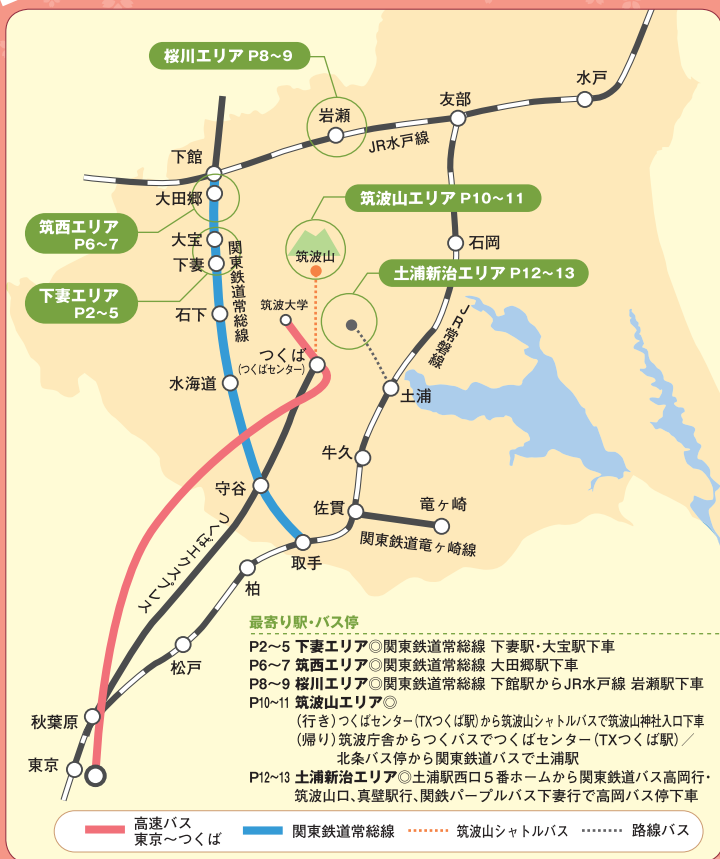 桜川エリア P8〜9
水戸
友部
岩瀬
JR水戸線
下館
大田郷
筑波山エリア P10〜11
筑西エリア
P6〜7
大宝
下妻
関東鉄道常総線
筑波山
石岡
土浦新治エリア P12〜13
下妻エリア
P2〜5
石下
筑波大学
JR常磐線
つくば
(つくばセンター)
水海道
土浦
牛久
守谷
佐貫
竜ヶ崎
関東鉄道竜ヶ崎線
つくばエクスプレス
取手
柏
松戸
秋葉原
東京
最寄り駅・バス停
P2〜5 下妻エリア◎関東鉄道常総線 下妻駅・大宝駅下車
P6〜7 筑西エリア◎関東鉄道常総線 大田郷駅下車
P8〜9 桜川エリア◎関東鉄道常総線 下館駅からJR水戸線 岩瀬駅下車
P10〜11 筑波山エリア◎
(行き)つくばセンター(TXつくば駅)から筑波山シャトルバスで筑波山神社入口下車
(帰り)筑波庁舎からつくバスでつくばセンター(TXつくば駅)/
北条バス停から関東鉄道バスで土浦駅
P12〜13 土浦新治エリア◎土浦駅西口5番ホームから関東鉄道バス高岡行・
筑波山口、真壁駅行、関鉄パープルバス下妻行で高岡バス停下車
高速バス
東京〜つくば
関東鉄道常総線
筑波山シャトルバス
路線バス